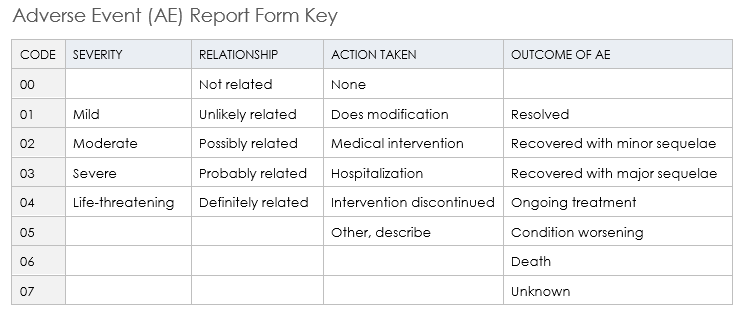 Adverse Event (AE) Report Form Key
CODE SEVERITY RELATIONSHIP ACTION TAKEN OUTCOME OF AE
00 Not related None
01 Mild Unlikely related Does modification Resolved
02 Moderate Possibly related Medical intervention Recovered with minor sequelae
03 Severe Probably related Hospitalization Recovered with major sequelae
04 Life-threatening Definitely related Intervention discontinued Ongoing treatment
05 Other, describe Condition worsening
06 Death
07 Unknown